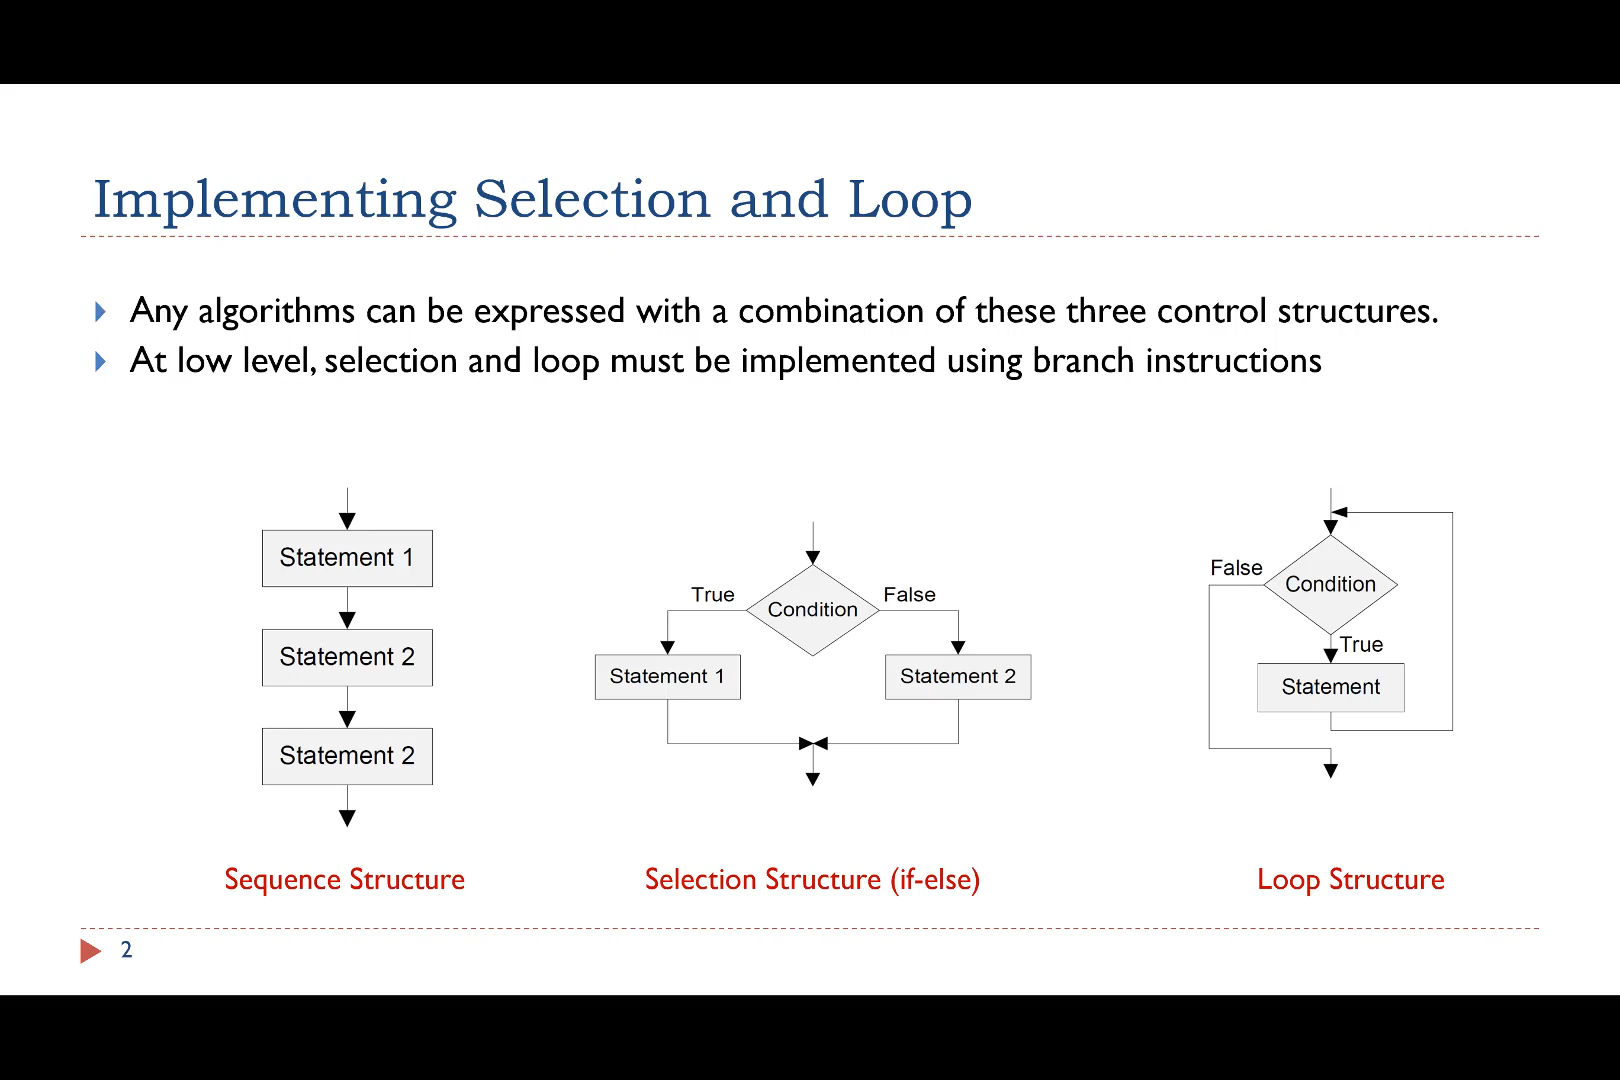 Implementing Selection and Loop
Any algorithms can be expressed with a combination of these three control structures.
At low level, selection and loop must be implemented using branch instructions
Statement 1
Statement 2
Statement 2
Sequence Structure
True
Condition
False
Statement 1
Statement 2
Selection Structure (if-else)
False
Condition
True
Statement
Loop Structure
2